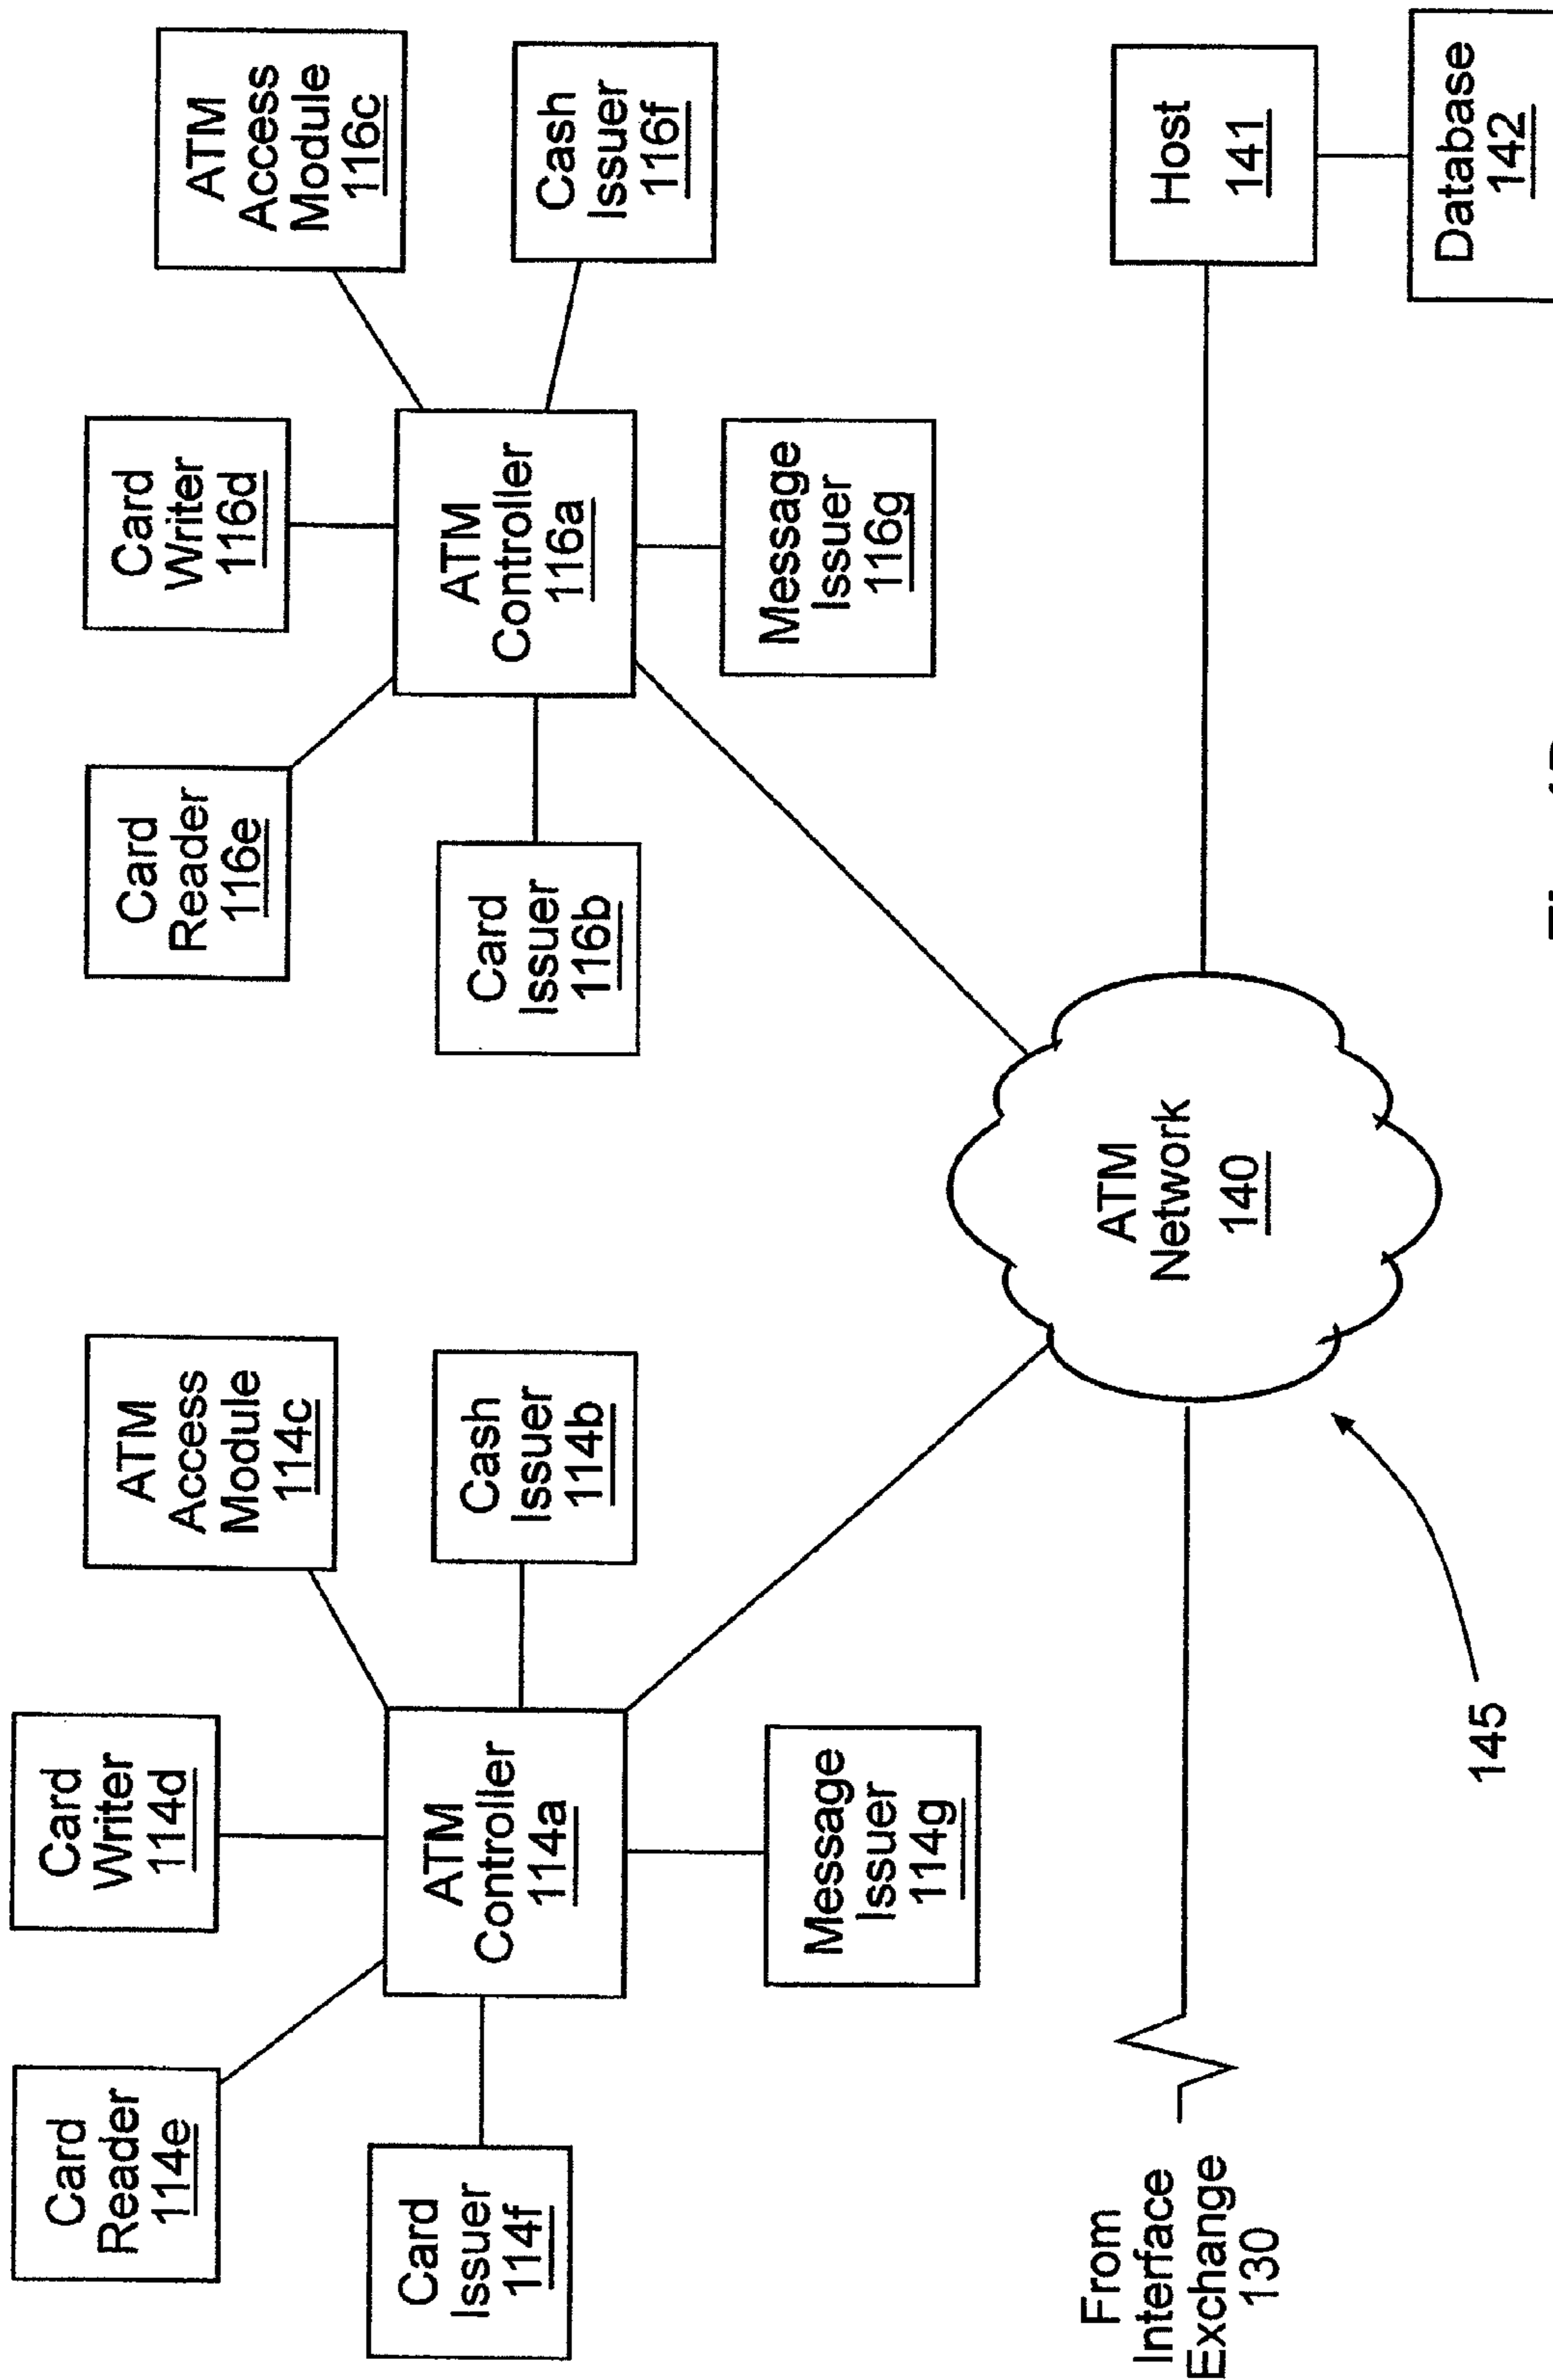 Card
Reader
114e
Card
Writer
114d
ATM
Access
Module
114c
Card
Issuer
114f
ATM
Controller
114a
Cash
Issuer
114b
Message
Issuer
114g
Card
Reader
116e
Card
Writer
116d
ATM
Access
Module
116c
Card
Issuer
116b
ATM
Controller
116a
Cash
Issuer
116f
Message
Issuer
116g
From
Interface
Exchange
130
ATM
Network
140
Host
141
Database
142
145